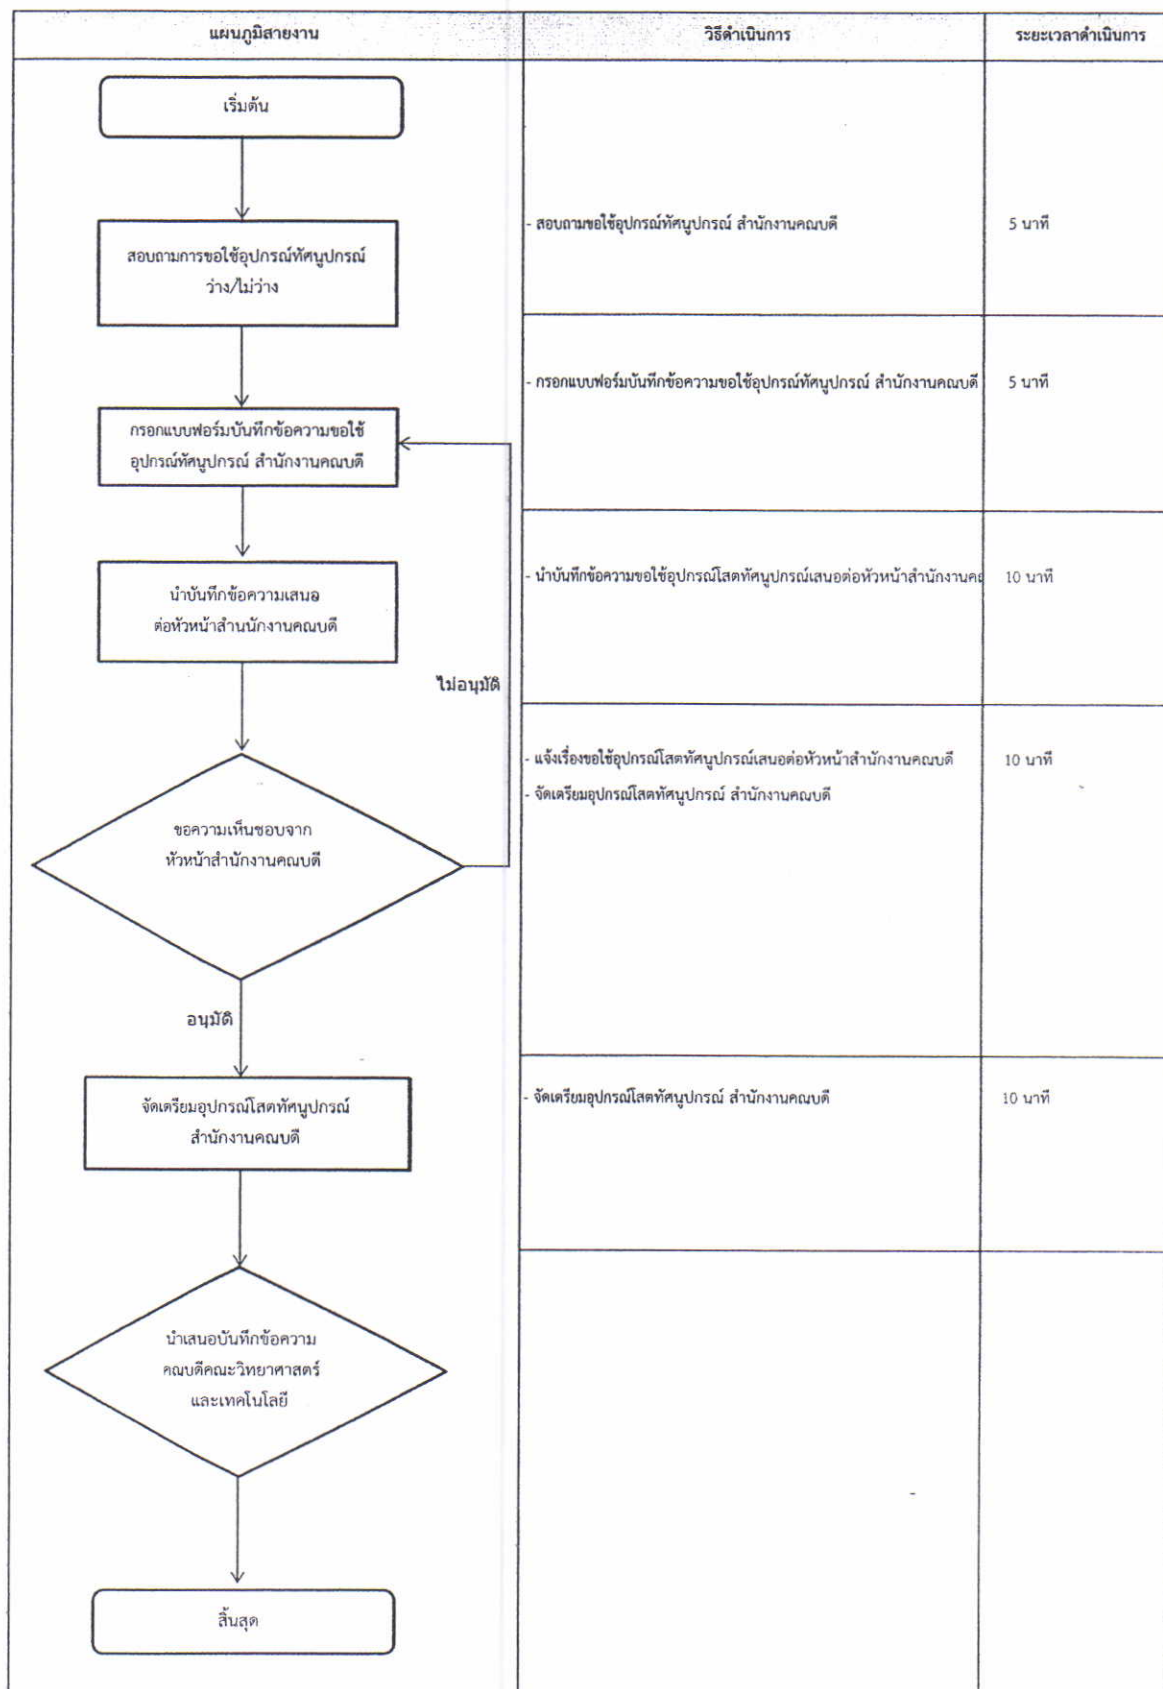 แผนภูมิสายงาน
วิธีดำเนินการ
ระยะเวลาดำเนินการ
เริ่มต้น
สอบถามการขอใช้อุปกรณ์ทัศนูปกรณ์
ว่าง/ไม่ว่าง
- สอบถามขอใช้อุปกรณ์ทัศนูปกรณ์ สำนักงานคณบดี
5 นาที
กรอกแบบฟอร์มบันทึกข้อความขอใช้
อุปกรณ์ทัศนูปกรณ์ สำนักงานคณบดี
- กรอกแบบฟอร์มบันทึกข้อความขอใช้อุปกรณ์ทัศนูปกรณ์ สำนักงานคณบดี
5 นาที
นำบันทึกข้อความเสนอ
ต่อหัวหน้าสำนนักงานคณบดี
- นำบันทึกข้อความขอใช้อุปกรณ์โสตทัศนูปกรณ์เสนอต่อหัวหน้าสำนักงานคณ
10 นาที
ไม่อนุมัติ
ขอความเห็นชอบจาก
หัวหน้าสำนักงานคณบดี
- แจ้งเรื่องขอใช้อุปกรณ์โสตทัศนูปกรณ์เสนอต่อหัวหน้าสำนักงานคณบดี
- จัดเตรียมอุปกรณ์โสตทัศนูปกรณ์ สำนักงานคณบดี
10 นาที
อนุมัติ
จัดเตรียมอุปกรณ์โสตทัศนูปกรณ์
สำนักงานคณบดี
- จัดเตรียมอุปกรณ์โสตทัศนูปกรณ์ สำนักงานคณบดี
10 นาที
นำเสนอบันทึกข้อความ
คณบดีคณะวิทยาศาสตร์
และเทคโนโลยี
สิ้นสุด